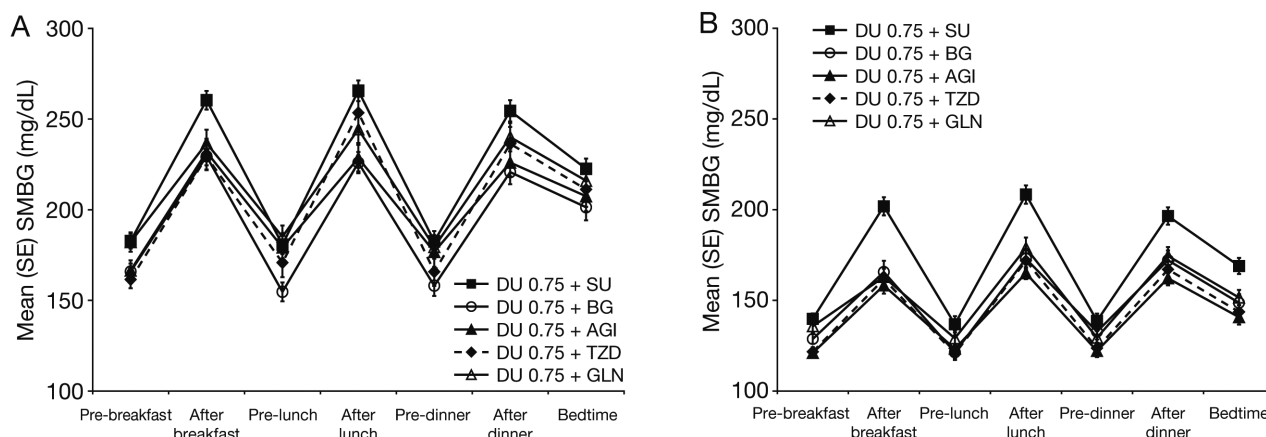 A
Mean (SE) SMBG (mg/dL)
300
250
200
150
100
DU 0.75 + SU
DU 0.75 + BG
DU 0.75 + AGI
DU 0.75 + TZD
DU 0.75 + GLN
Pre-breakfast
After
breakfast
Pre-lunch
After
lunch
Pre-dinner
After
dinner
Bedtime
B
Mean (SE) SMBG (mg/dL)
300
250
200
150
100
DU 0.75 + SU
DU 0.75 + BG
DU 0.75 + AGI
DU 0.75 + TZD
DU 0.75 + GLN
Pre-breakfast
After
breakfast
Pre-lunch
After
lunch
Pre-dinner
After
dinner
Bedtime